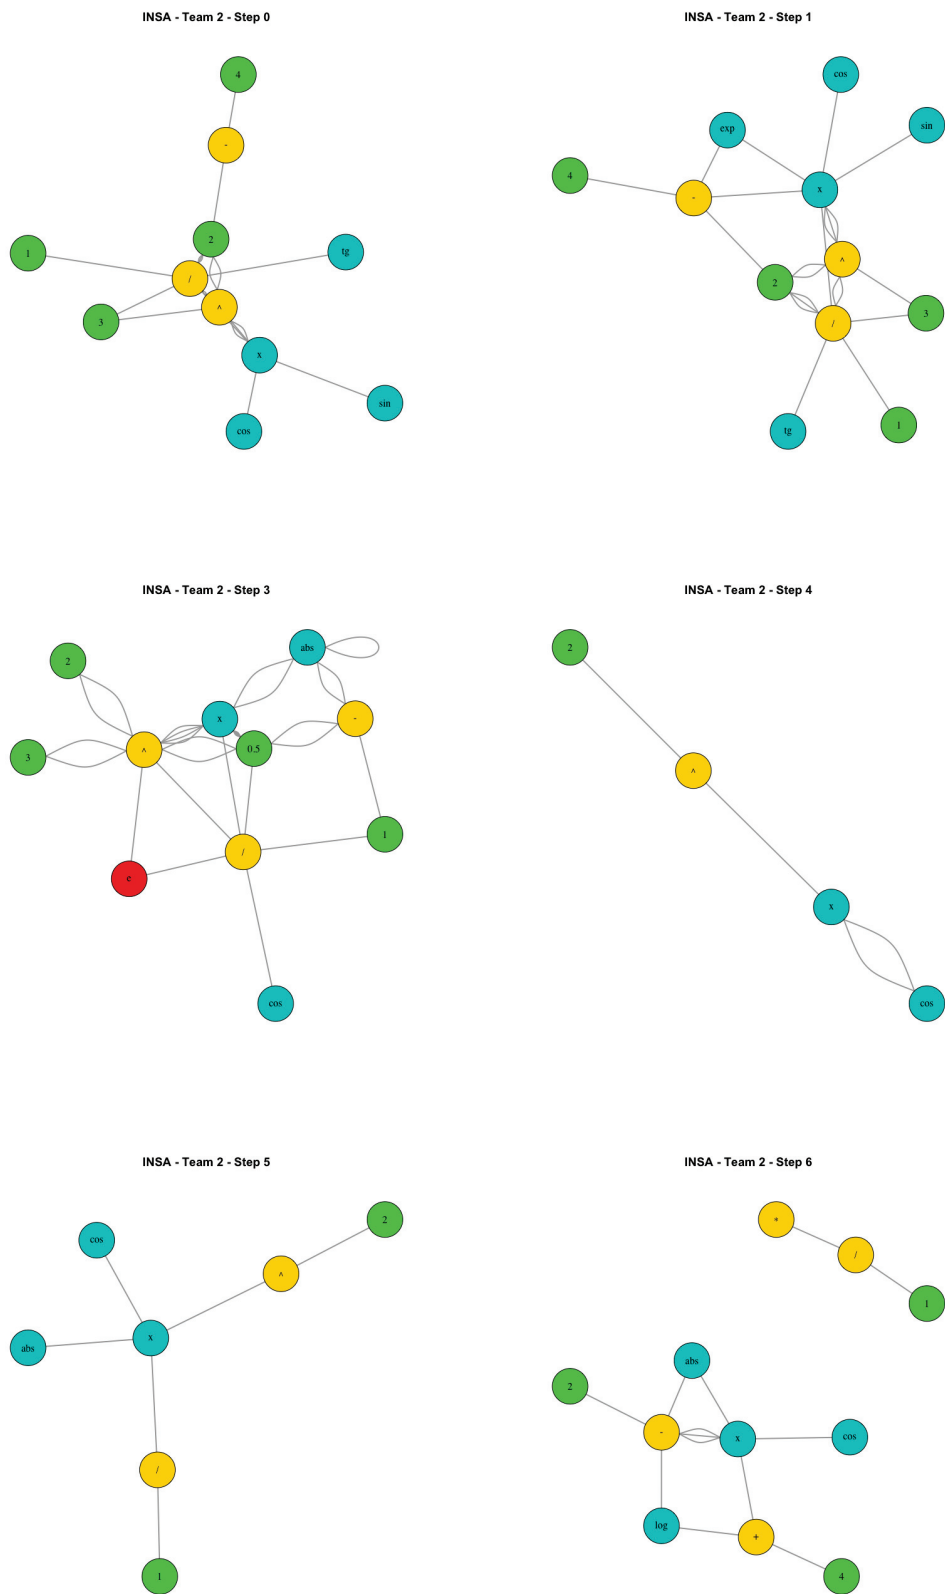 INSA - Team 2 - Step 0
4
-
2
1
/
tg
^
3
x
sin
cos
INSA - Team 2 - Step 1
cos
sin
exp
4
-
x
^
2
3
/
1
tg
INSA - Team 2 - Step 3
abs
2
x
-
^
0.5
3
1
/
e
cos
INSA - Team 2 - Step 4
2
^
x
cos
INSA - Team 2 - Step 5
2
cos
^
x
abs
/
1
INSA - Team 2 - Step 6
/
1
abs
2
-
x
cos
log
+
4